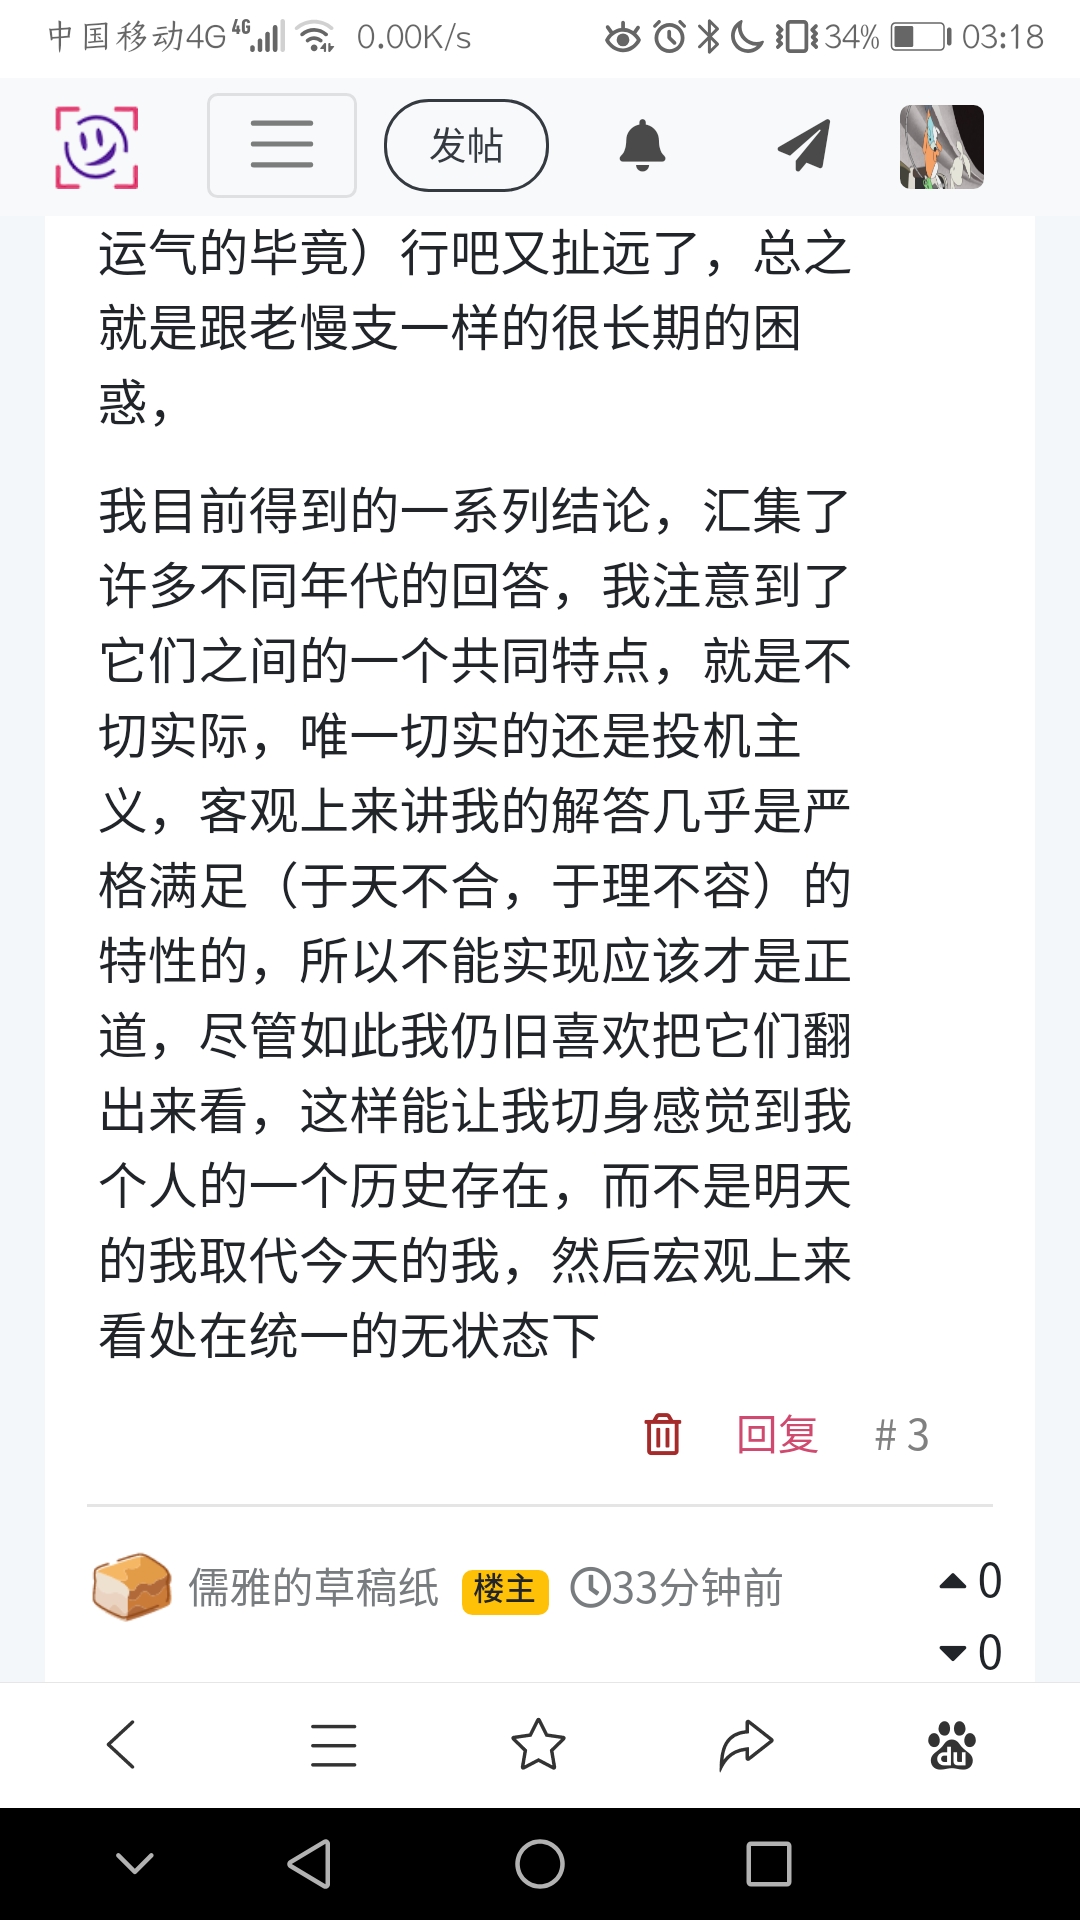 中国移动4G 4G 0.00K/s 34% 03:18
发帖
运气的毕竟）行吧又扯远了，总之
就是跟老慢支一样的很长期的困
惑，
我目前得到的一系列结论，汇集了
许多不同年代的回答，我注意到了
它们之间的一个共同特点，就是不
切实际，唯一切实的还是投机主
义，客观上来讲我的解答几乎是严
格满足（于天不合，于理不容）的
特性的，所以不能实现应该才是正
道，尽管如此我仍旧喜欢把它们翻
出来看，这样能让我切身感觉到我
个人的一个历史存在，而不是明天
的我取代今天的我，然后宏观上来
看处在统一的无状态下
回复 # 3
儒雅的草稿纸 楼主 33分钟前 0
0
du